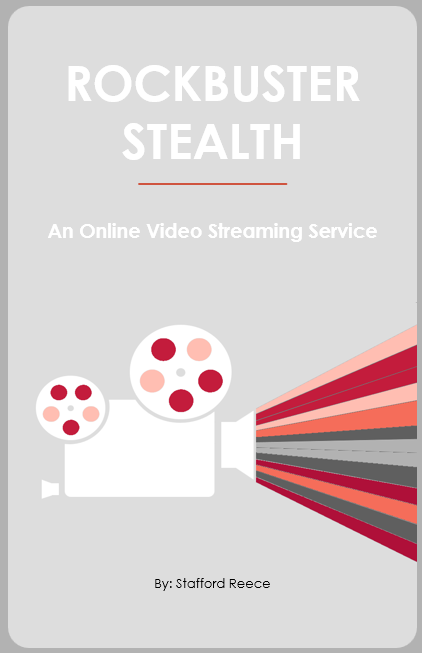 ROCKBUSTER
STEALTH
An Online Video Streaming Service
By: Stafford Reece